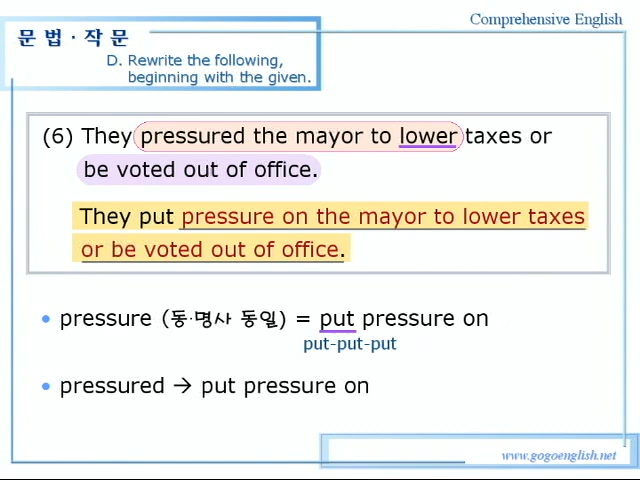 Comprehensive English
문 법 · 작 문
D. Rewrite the following,
beginning with the given.
(6) They pressured the mayor to lower taxes or
be voted out of office.
They put pressure on the mayor to lower taxes
or be voted out of office.
• pressure (동·명사 동일) = put pressure on
put-put-put
• pressured → put pressure on
www.gogoenglish.net